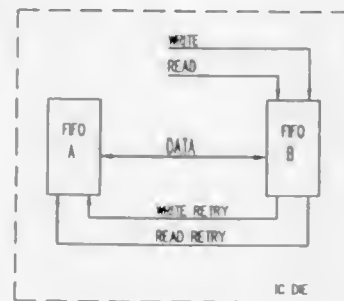 WRITE
READ
FIFO
A
DATA
FIFO
B
WRITE RETRY
READ RETRY
IC DIE